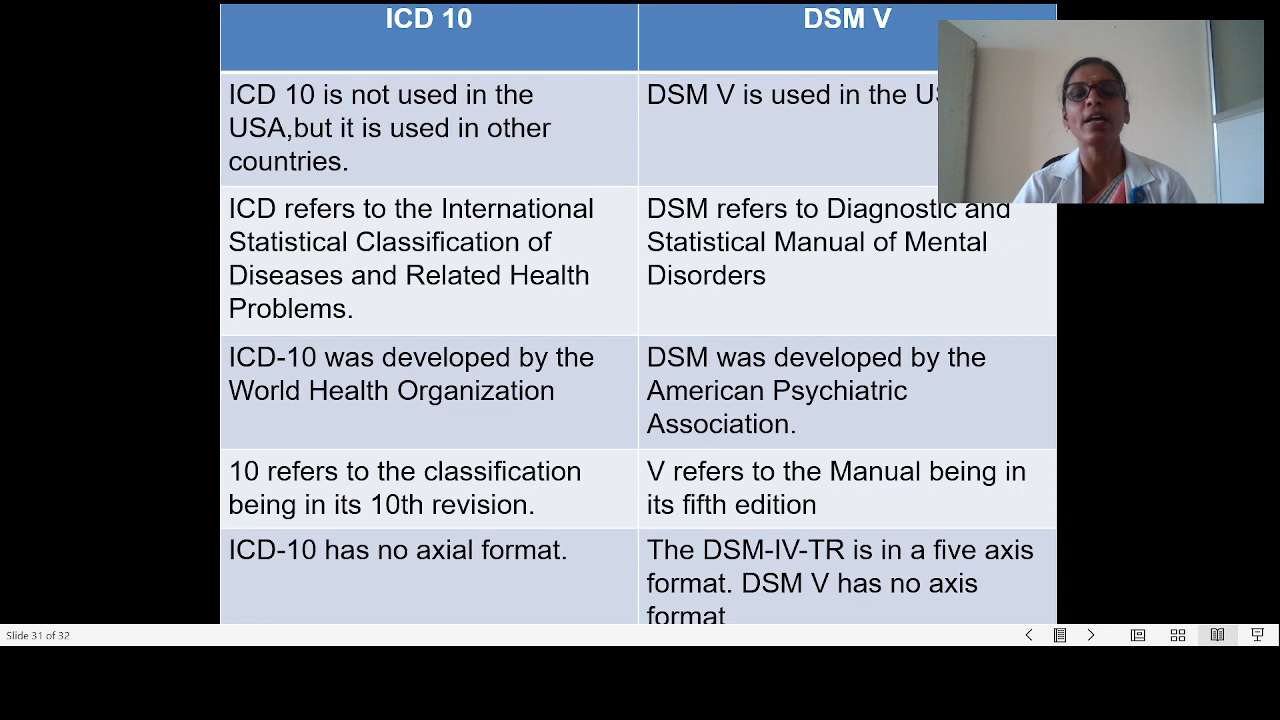 ICD 10
DSM V
ICD 10 is not used in the
USA,but it is used in other
countries.
DSM V is used in the
ICD refers to the International
Statistical Classification of
Diseases and Related Health
Problems.
DSM refers to Diagnostic and
Statistical Manual of Mental
Disorders
ICD-10 was developed by the
World Health Organization
DSM was developed by the
American Psychiatric
Association.
10 refers to the classification
being in its 10th revision.
V refers to the Manual being in
its fifth edition
ICD-10 has no axial format.
The DSM-IV-TR is in a five axis
format. DSM V has no axis
format
Slide 31 of 32